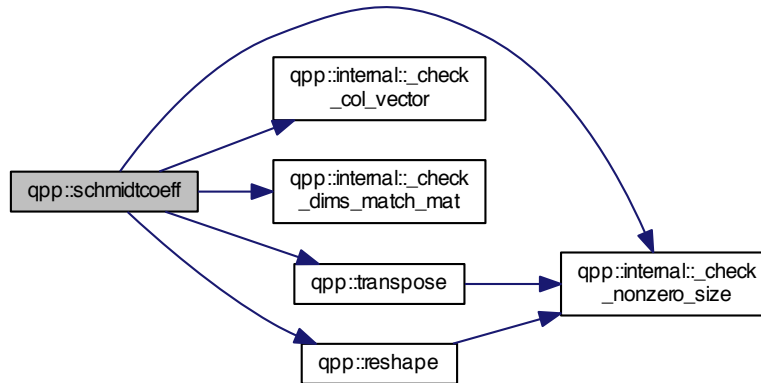 qpp::internal::_check
_col_vector
qpp::schmidtcoeff
qpp::internal::_check
_dims_match_mat
qpp::transpose
qpp::internal::_check
_nonzero_size
qpp::reshape